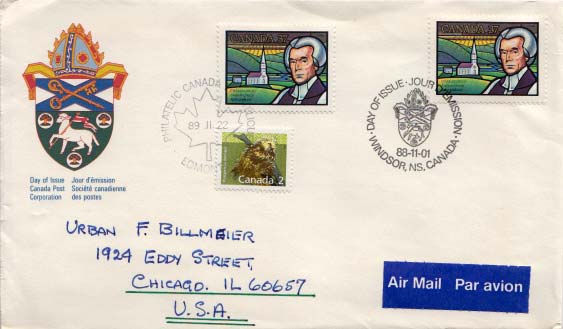 CANADA 37
CANADA 37
PHILATELIC CANADA
89 II 22
EDMON
DAY OF ISSUE · JOUR D'ÉMISSION
88-11-01
WINDSOR, NS, CANADA
Canada 2
Day of Issue Jour d'émission
Canada Post Société canadienne
Corporation des postes
URBAN F. BILLMEIER
1924 EDDY STREET,
CHICAGO. IL 60657
U.S.A.
Air Mail Par avion